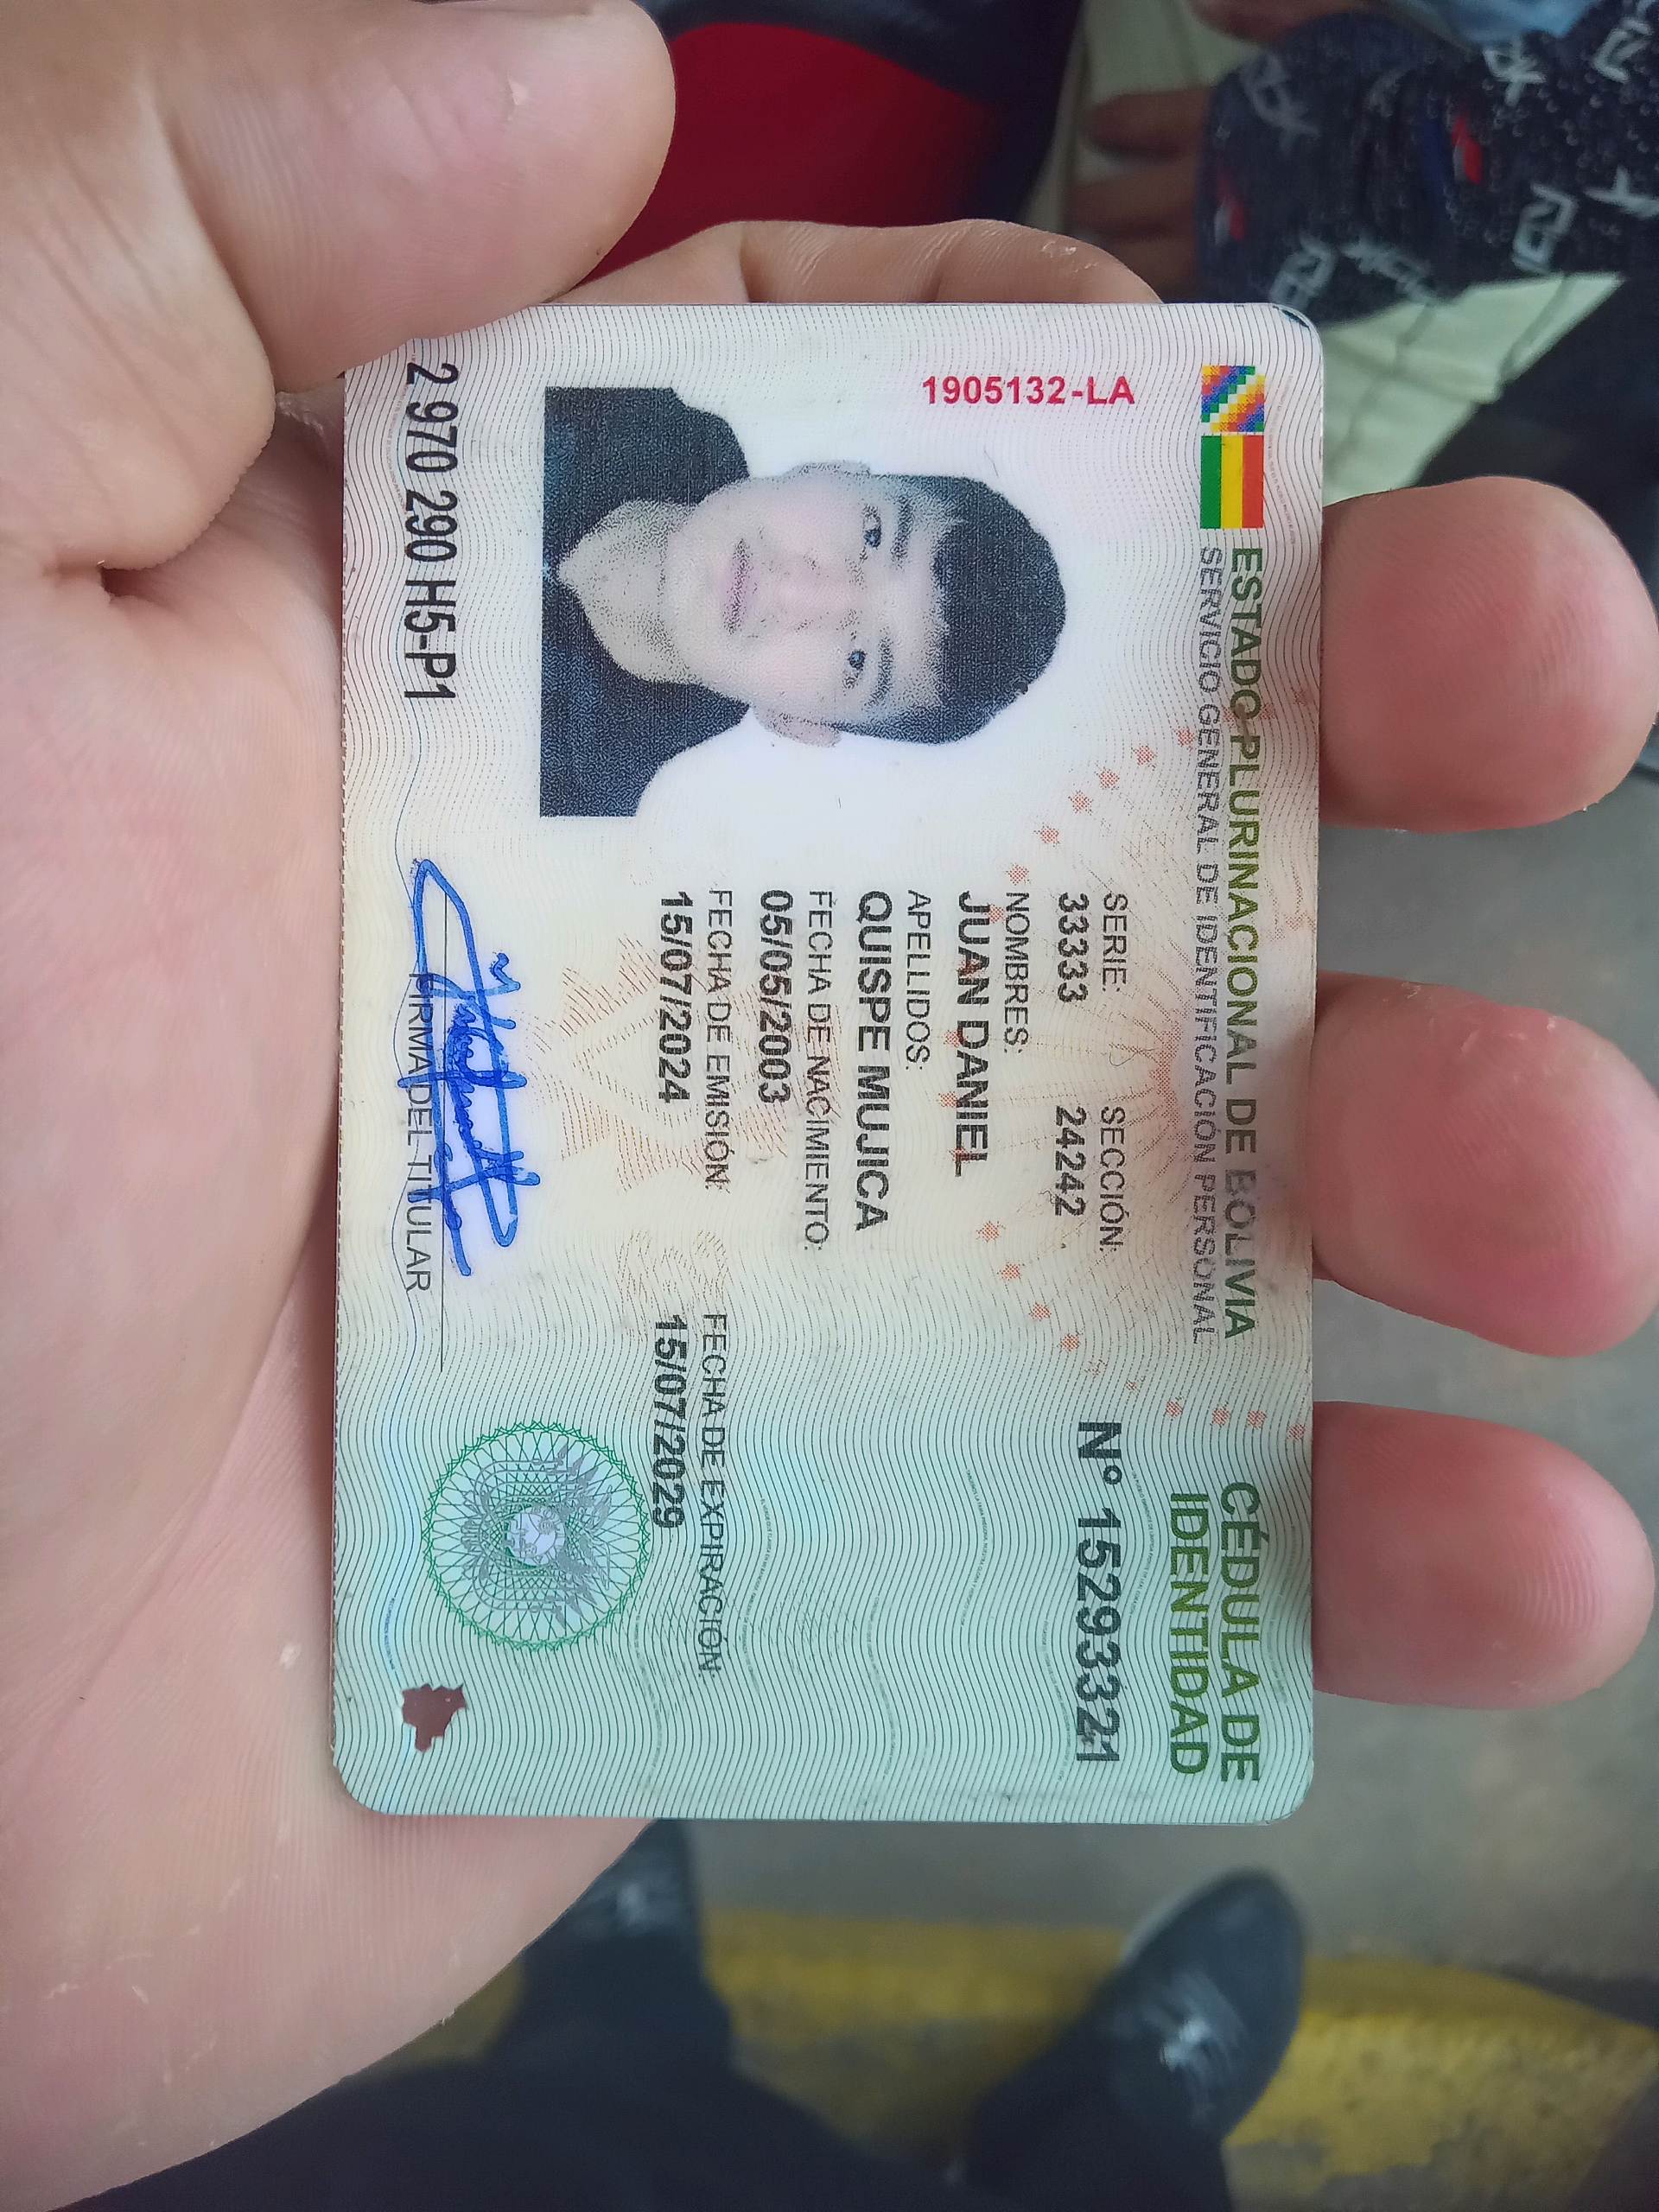 ESTADO PLURINACIONAL DE BOLIVIA
SERVICIO GENERAL DE IDENTIFICACIÓN PERSONAL
CÉDULA DE
IDENTIDAD
1905132-LA
SERIE: SECCIÓN:
33333 24242
Nº 15293321
NOMBRES:
JUAN DANIEL
APELLIDOS:
QUISPE MUJICA
FECHA DE NACIMIENTO:
05/05/2003
FECHA DE EMISIÓN: FECHA DE EXPIRACIÓN:
15/07/2024 15/07/2029
2 970 290 H5-P1
FIRMA DEL TITULAR